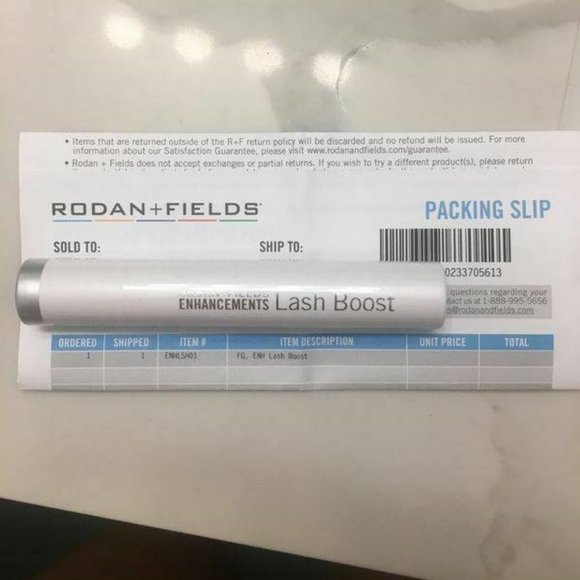 • Items that are returned outside of the R+F return policy will be discarded and no refund will be issued. For more
information about our Satisfaction Guarantee, please visit www.rodanandfields.com/guarantee.
• Rodan + Fields does not accept exchanges or partial returns. If you wish to try a different product(s), please return
RODAN+FIELDS
PACKING SLIP
SOLD TO:
SHIP TO:
0233705613
questions regarding your
1-888-995-5656
@rodanandfields.com
ENHANCEMENTS Lash Boost
ORDERED SHIPPED ITEM # ITEM DESCRIPTION UNIT PRICE TOTAL
1 1 ENHLSH01 FG, ENH Lash Boost